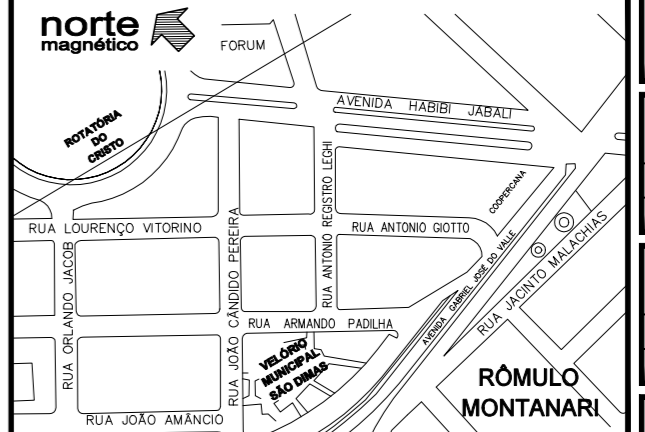 norte
magnético
FORUM
AVENIDA HABIBI JABALI
ROTATÓRIA
DO
CRISTO
RUA ANTONIO REGISTRO LEGHI
COOPERCANA
RUA LOURENÇO VITORINO
RUA ANTONIO GIOTTO
RUA JACINTO MALACHIAS
AVENIDA GABRIEL JOSÉ DO VALLE
RUA ORLANDO JACOB
RUA JOÃO CÂNDIDO PEREIRA
RUA ARMANDO PADILHA
VELÓRIO
MUNICIPAL
SÃO DIMAS
RÔMULO
MONTANARI
RUA JOÃO AMÂNCIO